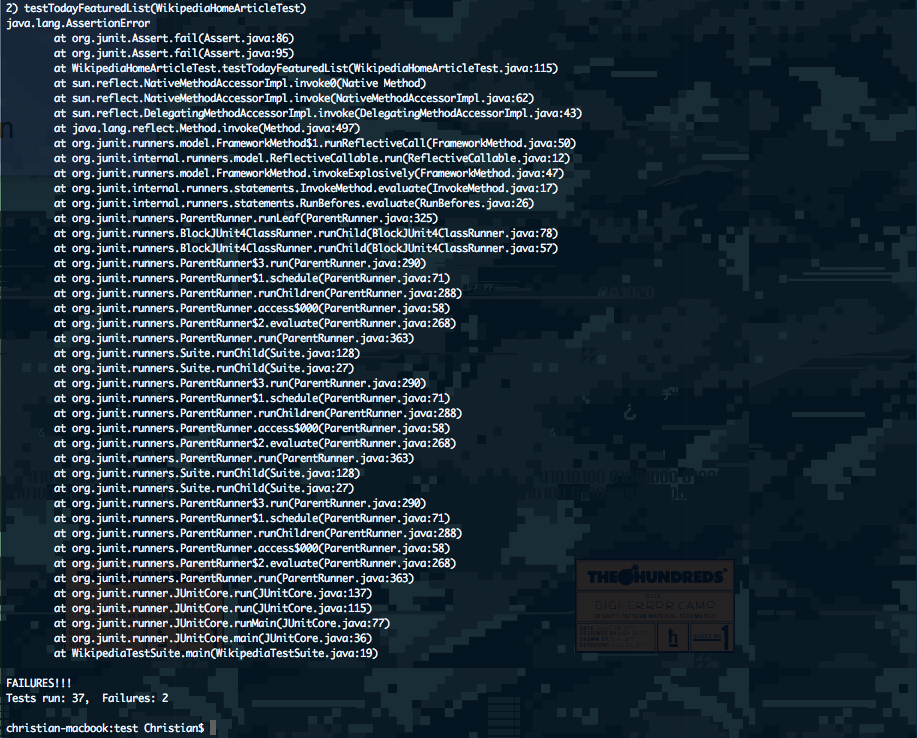 2) testTodayFeaturedList(WikipediaHomeArticleTest)
java.lang.AssertionError
at org.junit.Assert.fail(Assert.java:86)
at org.junit.Assert.fail(Assert.java:95)
at WikipediaHomeArticleTest.testTodayFeaturedList(WikipediaHomeArticleTest.java:115)
at sun.reflect.NativeMethodAccessorImpl.invoke0(Native Method)
at sun.reflect.NativeMethodAccessorImpl.invoke(NativeMethodAccessorImpl.java:62)
at sun.reflect.DelegatingMethodAccessorImpl.invoke(DelegatingMethodAccessorImpl.java:43)
at java.lang.reflect.Method.invoke(Method.java:497)
at org.junit.runners.model.FrameworkMethod$1.runReflectiveCall(FrameworkMethod.java:50)
at org.junit.internal.runners.model.ReflectiveCallable.run(ReflectiveCallable.java:12)
at org.junit.runners.model.FrameworkMethod.invokeExplosively(FrameworkMethod.java:47)
at org.junit.internal.runners.statements.InvokeMethod.evaluate(InvokeMethod.java:17)
at org.junit.internal.runners.statements.RunBefores.evaluate(RunBefores.java:26)
at org.junit.runners.ParentRunner.runLeaf(ParentRunner.java:325)
at org.junit.runners.BlockJUnit4ClassRunner.runChild(BlockJUnit4ClassRunner.java:78)
at org.junit.runners.BlockJUnit4ClassRunner.runChild(BlockJUnit4ClassRunner.java:57)
at org.junit.runners.ParentRunner$3.run(ParentRunner.java:290)
at org.junit.runners.ParentRunner$1.schedule(ParentRunner.java:71)
at org.junit.runners.ParentRunner.runChildren(ParentRunner.java:288)
at org.junit.runners.ParentRunner.access$000(ParentRunner.java:58)
at org.junit.runners.ParentRunner$2.evaluate(ParentRunner.java:268)
at org.junit.runners.ParentRunner.run(ParentRunner.java:363)
at org.junit.runners.Suite.runChild(Suite.java:128)
at org.junit.runners.Suite.runChild(Suite.java:27)
at org.junit.runners.ParentRunner$3.run(ParentRunner.java:290)
at org.junit.runners.ParentRunner$1.schedule(ParentRunner.java:71)
at org.junit.runners.ParentRunner.runChildren(ParentRunner.java:288)
at org.junit.runners.ParentRunner.access$000(ParentRunner.java:58)
at org.junit.runners.ParentRunner$2.evaluate(ParentRunner.java:268)
at org.junit.runners.ParentRunner.run(ParentRunner.java:363)
at org.junit.runners.Suite.runChild(Suite.java:128)
at org.junit.runners.Suite.runChild(Suite.java:27)
at org.junit.runners.ParentRunner$3.run(ParentRunner.java:290)
at org.junit.runners.ParentRunner$1.schedule(ParentRunner.java:71)
at org.junit.runners.ParentRunner.runChildren(ParentRunner.java:288)
at org.junit.runners.ParentRunner.access$000(ParentRunner.java:58)
at org.junit.runners.ParentRunner$2.evaluate(ParentRunner.java:268)
at org.junit.runners.ParentRunner.run(ParentRunner.java:363)
at org.junit.runner.JUnitCore.run(JUnitCore.java:137)
at org.junit.runner.JUnitCore.run(JUnitCore.java:115)
at org.junit.runner.JUnitCore.runMain(JUnitCore.java:77)
at org.junit.runner.JUnitCore.main(JUnitCore.java:36)
at WikipediaTestSuite.main(WikipediaTestSuite.java:19)
FAILURES!!!
Tests run: 37,  Failures: 2
christian-macbook:test Christian$
THE HUNDREDS
DIGI-ERROR CAMO